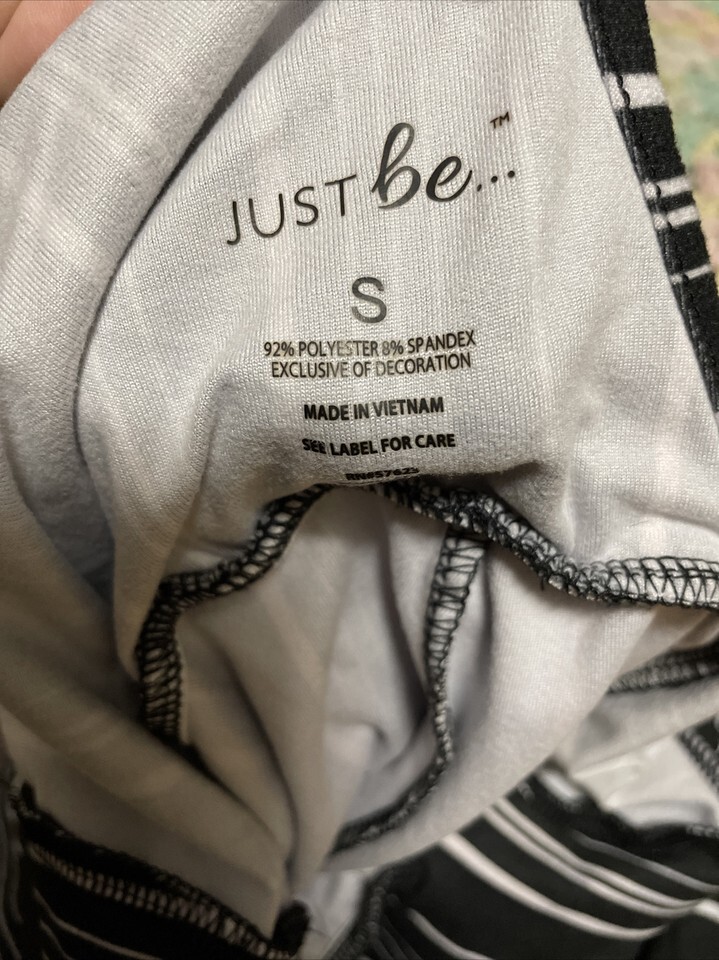 JUST be...™
S
92% POLYESTER 8% SPANDEX
EXCLUSIVE OF DECORATION
MADE IN VIETNAM
SEE LABEL FOR CARE